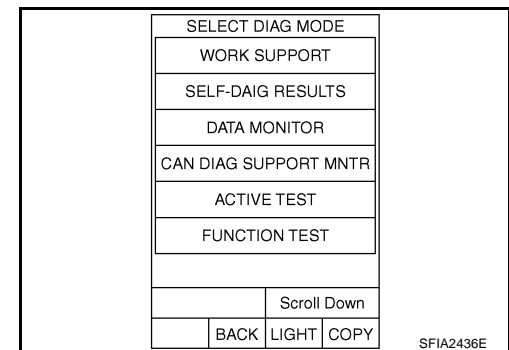 SELECT DIAG MODE
WORK SUPPORT
SELF-DAIG RESULTS
DATA MONITOR
CAN DIAG SUPPORT MNTR
ACTIVE TEST
FUNCTION TEST
Scroll Down
BACK LIGHT COPY
SFIA2436E